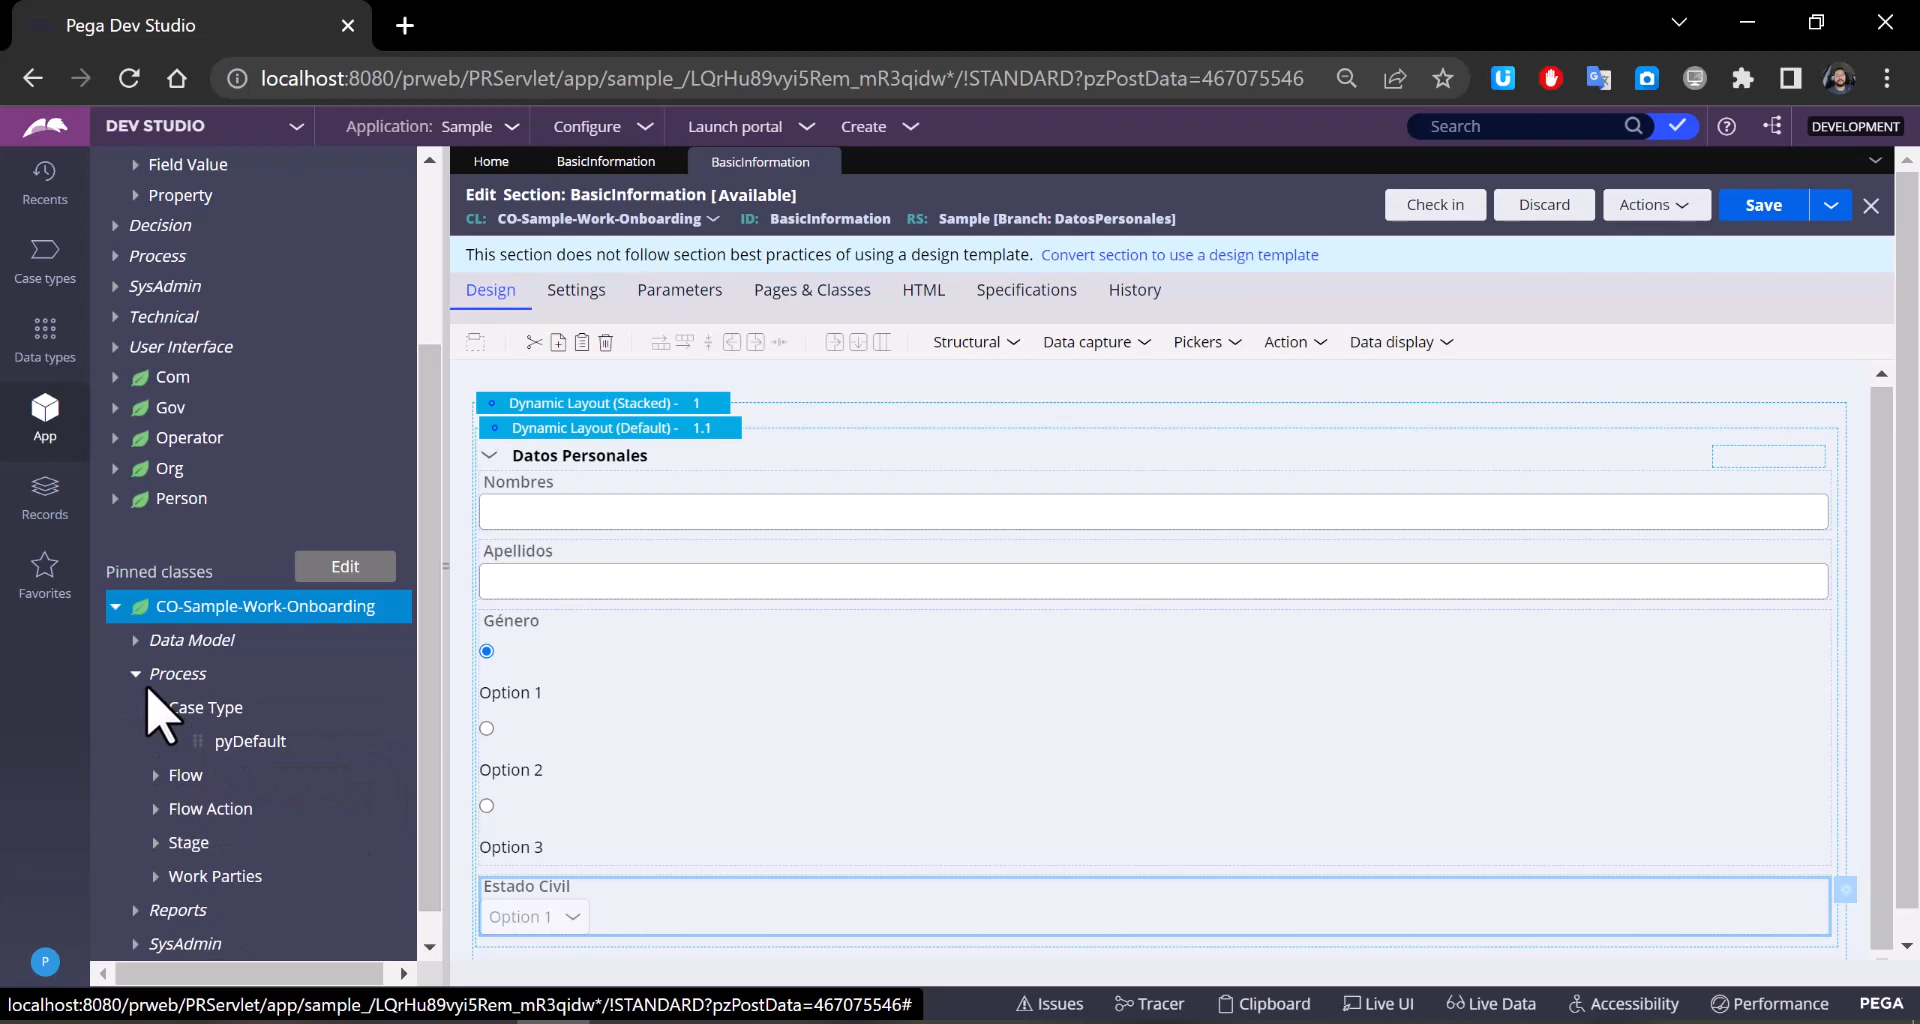 Pega Dev Studio
localhost:8080/prweb/PRServlet/app/sample_/LQrHu89vyi5Rem_mR3qidw*/!STANDARD?pzPostData=467075546
DEV STUDIO
Application: Sample
Configure
Launch portal
Create
Search
DEVELOPMENT
Recents
Case types
Data types
App
Records
Favorites
P
Field Value
Property
Decision
Process
SysAdmin
Technical
User Interface
Com
Gov
Operator
Org
Person
Pinned classes
Edit
CO-Sample-Work-Onboarding
Data Model
Process
Case Type
pyDefault
Flow
Flow Action
Stage
Work Parties
Reports
SysAdmin
Home
BasicInformation
BasicInformation
Edit Section: BasicInformation [Available]
CL: CO-Sample-Work-Onboarding ID: BasicInformation RS: Sample [Branch: DatosPersonales]
Check in
Discard
Actions
Save
This section does not follow section best practices of using a design template. Convert section to use a design template
Design
Settings
Parameters
Pages & Classes
HTML
Specifications
History
Structural
Data capture
Pickers
Action
Data display
Dynamic Layout (Stacked) - 1
Dynamic Layout (Default) - 1.1
Datos Personales
Nombres
Apellidos
Género
Option 1
Option 2
Option 3
Estado Civil
Option 1
localhost:8080/prweb/PRServlet/app/sample_/LQrHu89vyi5Rem_mR3qidw*/!STANDARD?pzPostData=467075546#
Issues
Tracer
Clipboard
Live UI
Live Data
Accessibility
Performance
PEGA